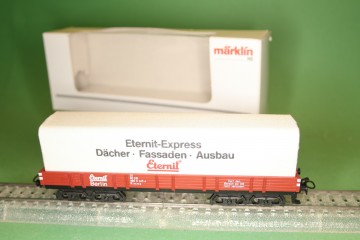 märklin
Eternit-Express
Dächer · Fassaden · Ausbau
Eternit
Eternit
Berlin